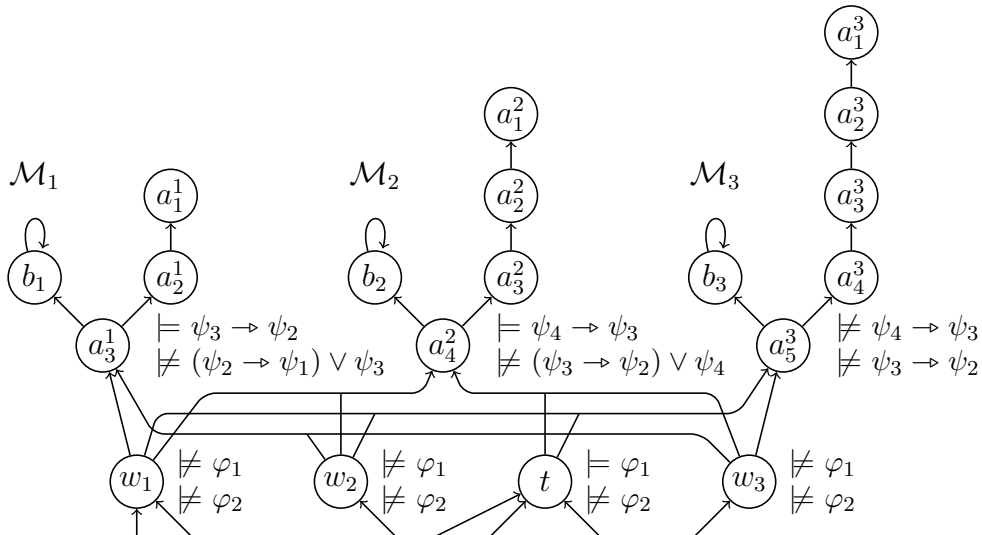 a_1^3
a_1^2
a_2^3
M_1
a_1^1
M_2
a_2^2
M_3
a_3^3
b_1
a_2^1
b_2
a_3^2
b_3
a_4^3
a_3^1
⊨ ψ_3 → ψ_2
⊭ (ψ_2 → ψ_1) ∨ ψ_3
a_4^2
⊨ ψ_4 → ψ_3
⊭ (ψ_3 → ψ_2) ∨ ψ_4
a_5^3
⊭ ψ_4 → ψ_3
⊭ ψ_3 → ψ_2
w_1
⊭ φ_1
⊭ φ_2
w_2
⊭ φ_1
⊭ φ_2
t
⊨ φ_1
⊭ φ_2
w_3
⊭ φ_1
⊭ φ_2